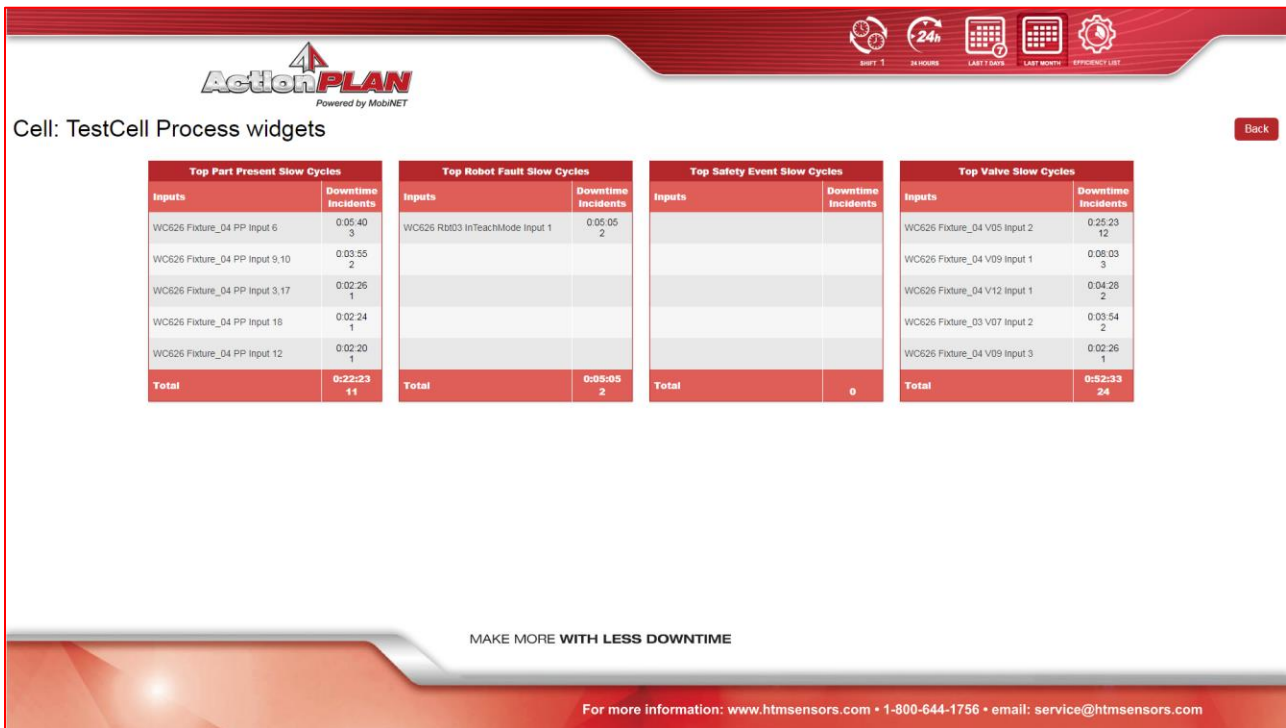 SHIFT 1
24h
24 HOURS
7
LAST 7 DAYS
LAST MONTH
EFFICIENCY LIST
ActionPLAN
Powered by MobiNET
Cell: TestCell Process widgets
Back
Top Part Present Slow Cycles
Inputs Downtime
Incidents
WC626 Fixture_04 PP Input 6 0:05:40
3
WC626 Fixture_04 PP Input 9,10 0:03:55
2
WC626 Fixture_04 PP Input 3,17 0:02:26
1
WC626 Fixture_04 PP Input 18 0:02:24
1
WC626 Fixture_04 PP Input 12 0:02:20
1
Total 0:22:23
11
Top Robot Fault Slow Cycles
Inputs Downtime
Incidents
WC626 Rbt03 InTeachMode Input 1 0:05:05
2
Total 0:05:05
2
Top Safety Event Slow Cycles
Inputs Downtime
Incidents
Total 0
Top Valve Slow Cycles
Inputs Downtime
Incidents
WC626 Fixture_04 V05 Input 2 0:25:23
12
WC626 Fixture_04 V09 Input 1 0:08:03
3
WC626 Fixture_04 V12 Input 1 0:04:28
2
WC626 Fixture_03 V07 Input 2 0:03:54
2
WC626 Fixture_04 V09 Input 3 0:02:26
1
Total 0:52:33
24
MAKE MORE WITH LESS DOWNTIME
For more information: www.htmsensors.com • 1-800-644-1756 • email: service@htmsensors.com